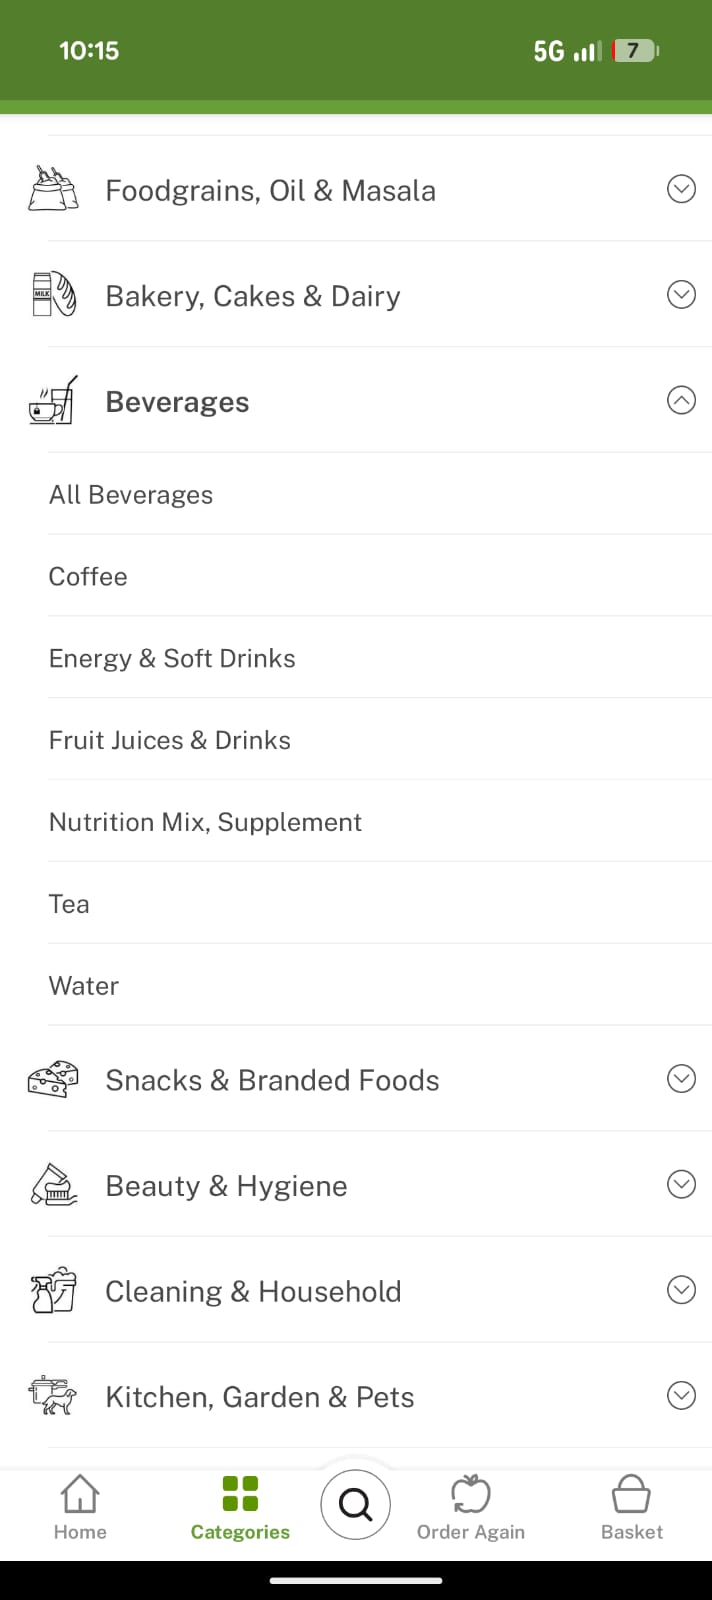 10:15
5G
7
Foodgrains, Oil & Masala
MILK
Bakery, Cakes & Dairy
Beverages
All Beverages
Coffee
Energy & Soft Drinks
Fruit Juices & Drinks
Nutrition Mix, Supplement
Tea
Water
Snacks & Branded Foods
Beauty & Hygiene
Cleaning & Household
Kitchen, Garden & Pets
Home
Categories
Order Again
Basket